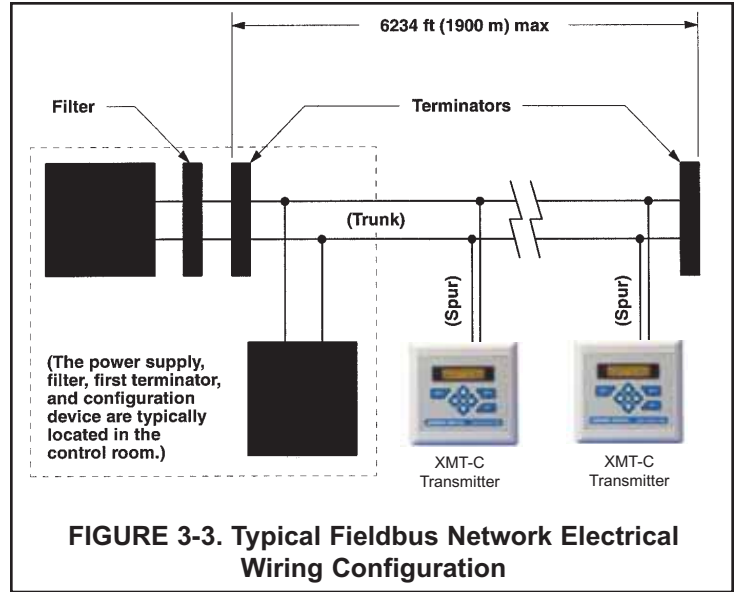 6234 ft (1900 m) max
Filter
Terminators
(Trunk)
(Spur)
(Spur)
(The power supply,
filter, first terminator,
and configuration
device are typically
located in the
control room.)
XMT-C
Transmitter
XMT-C
Transmitter
FIGURE 3-3. Typical Fieldbus Network Electrical
Wiring Configuration